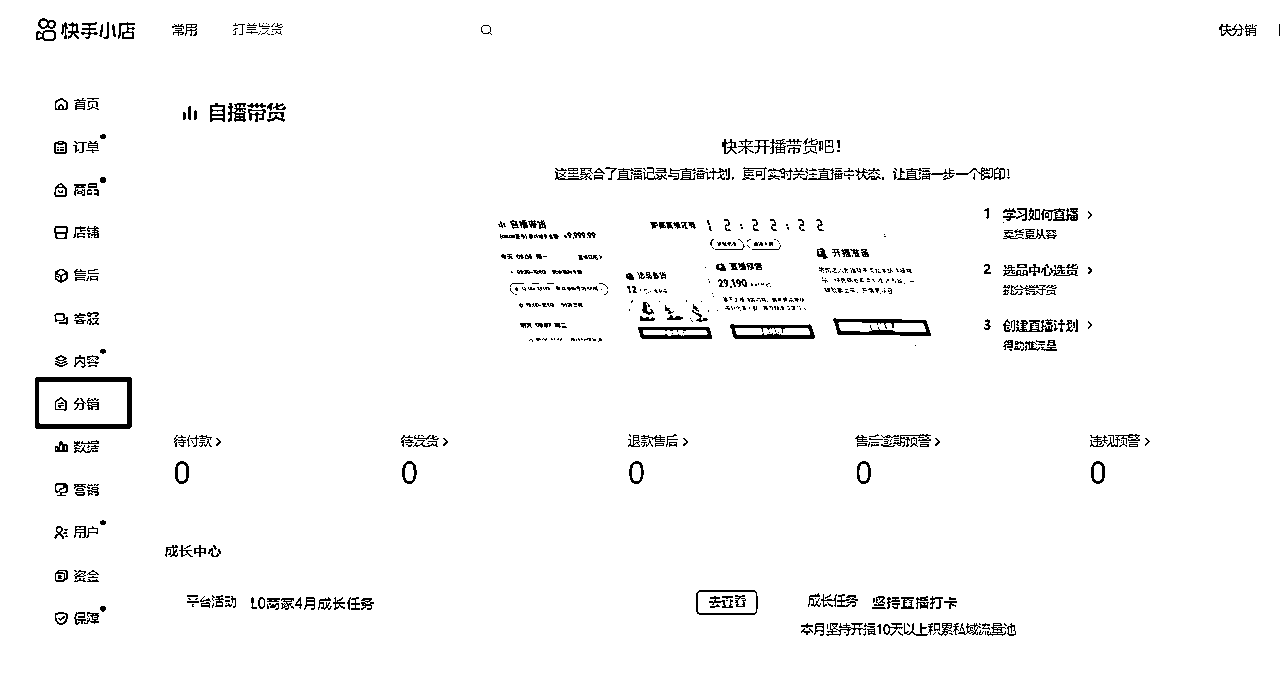 快手小店
常用
打单发货
快分销
首页
订单
商品
店铺
售后
客服
内容
分销
数据
营销
用户
资金
保障
自播带货
快来开播带货吧!
这里聚合了直播记录与直播计划，更可实时关注直播中状态，让直播一步一个脚印!
自播带货
12:22:22
开播准备
直播预告
29,190
12
1 学习如何直播
卖货更从容
2 选品中心选货
挑分销好货
3 创建直播计划
得助推流量
待付款
0
待发货
0
退款售后
0
售后逾期预警
0
违规预警
0
成长中心
平台活动 L0商家4月成长任务
去查看
成长任务 坚持直播打卡
本月坚持开播10天以上积累私域流量池